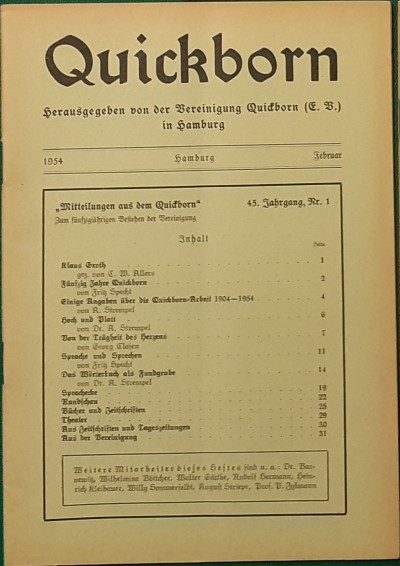 Quickborn
Herausgegeben von der Vereinigung Quickborn (E. V.)
in Hamburg
1954 Hamburg Februar
„Mitteilungen aus dem Quickborn“ 45. Jahrgang, Nr. 1
Zum fünfzigjährigen Bestehen der Vereinigung
Inhalt
Seite
Klaus Groth 1
gez. von C. W. Allers
Fünfzig Jahre Quickborn 2
von Fritz Specht
Einige Angaben über die Quickborn-Arbeit 1904—1954 4
von A. Strempel
Hoch und Platt 6
von Dr. A. Strempel
Von der Trägheit des Herzens 7
von Georg Clasen
Sprache und Sprechen 11
von Fritz Specht
Das Wörterbuch als Fundgrube 14
von Dr. A. Strempel
Sprachecke 19
Rundschau 22
Bücher und Zeitschriften 25
Theater 29
Aus Zeitschriften und Tageszeitungen 30
Aus der Vereinigung 31
Weitere Mitarbeiter dieses Heftes sind u. a.: Dr. Bar-
newitz, Wilhelmine Böttcher, Walter Rudolf Hermann, Hein-
rich Kleibauer, Willy Sommerfeldt, August Striepe, Prof. P.